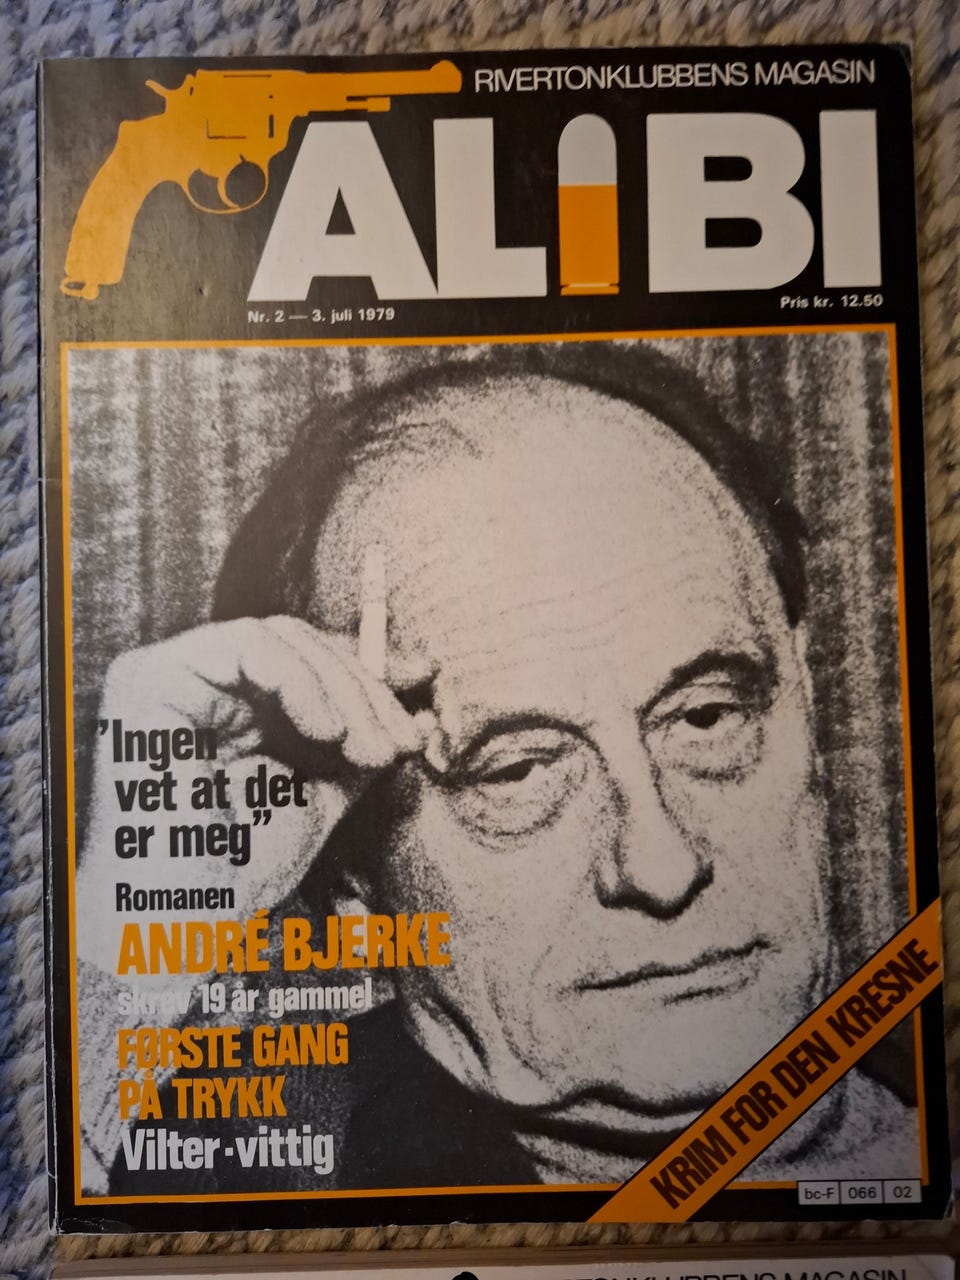 RIVERTONKLUBBENS MAGASIN
ALIBI
Nr. 2 — 3. juli 1979
Pris kr. 12.50
"Ingen
vet at det
er meg"
Romanen
ANDRÉ BJERKE
skrev 19 år gammel
FØRSTE GANG
PÅ TRYKK
Vilter-vittig
KRIM FOR DEN KRESNE
bc-F 066 02
RTONKLUBBENS MAGASIN